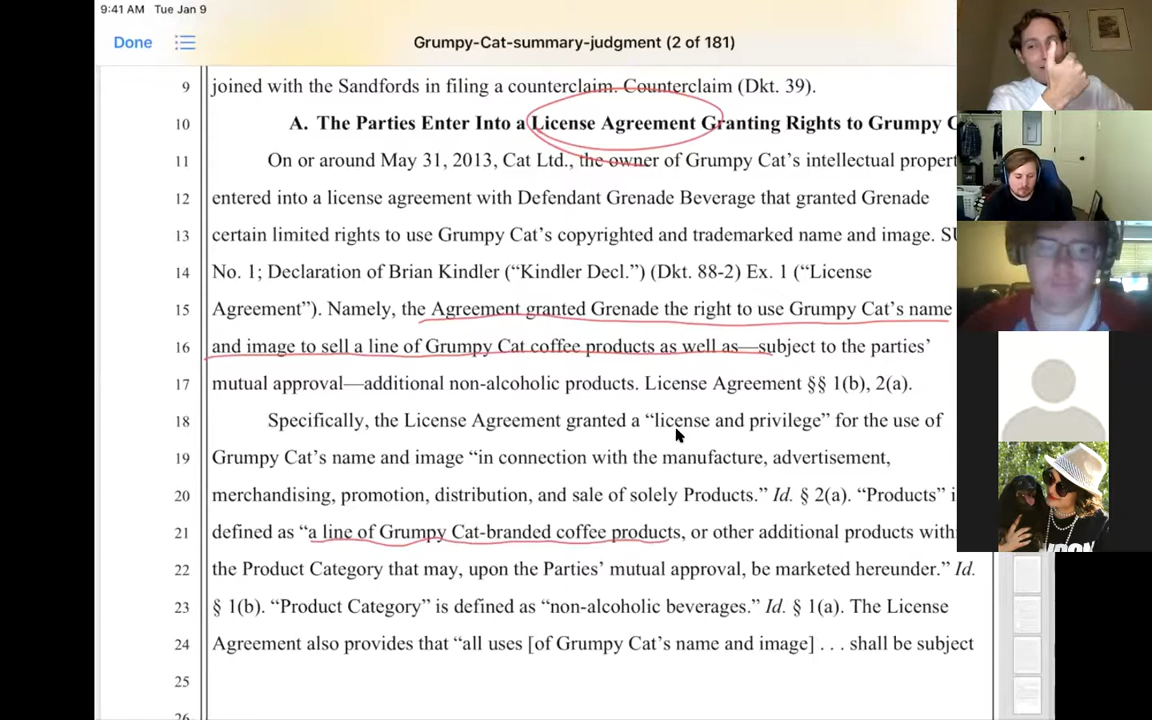 9:41 AM Tue Jan 9
Done
Grumpy-Cat-summary-judgment (2 of 181)
9 joined with the Sandfords in filing a counterclaim. Counterclaim (Dkt. 39).
10 A. The Parties Enter Into a License Agreement Granting Rights to Grumpy C
11 On or around May 31, 2013, Cat Ltd., the owner of Grumpy Cat’s intellectual propert
12 entered into a license agreement with Defendant Grenade Beverage that granted Grenade
13 certain limited rights to use Grumpy Cat’s copyrighted and trademarked name and image. SU
14 No. 1; Declaration of Brian Kindler (“Kindler Decl.”) (Dkt. 88-2) Ex. 1 (“License
15 Agreement”). Namely, the Agreement granted Grenade the right to use Grumpy Cat’s name
16 and image to sell a line of Grumpy Cat coffee products as well as—subject to the parties’
17 mutual approval—additional non-alcoholic products. License Agreement §§ 1(b), 2(a).
18 Specifically, the License Agreement granted a “license and privilege” for the use of
19 Grumpy Cat’s name and image “in connection with the manufacture, advertisement,
20 merchandising, promotion, distribution, and sale of solely Products.” Id. § 2(a). “Products” i
21 defined as “a line of Grumpy Cat-branded coffee products, or other additional products with
22 the Product Category that may, upon the Parties’ mutual approval, be marketed hereunder.” Id.
23 § 1(b). “Product Category” is defined as “non-alcoholic beverages.” Id. § 1(a). The License
24 Agreement also provides that “all uses [of Grumpy Cat’s name and image] . . . shall be subject
25
26